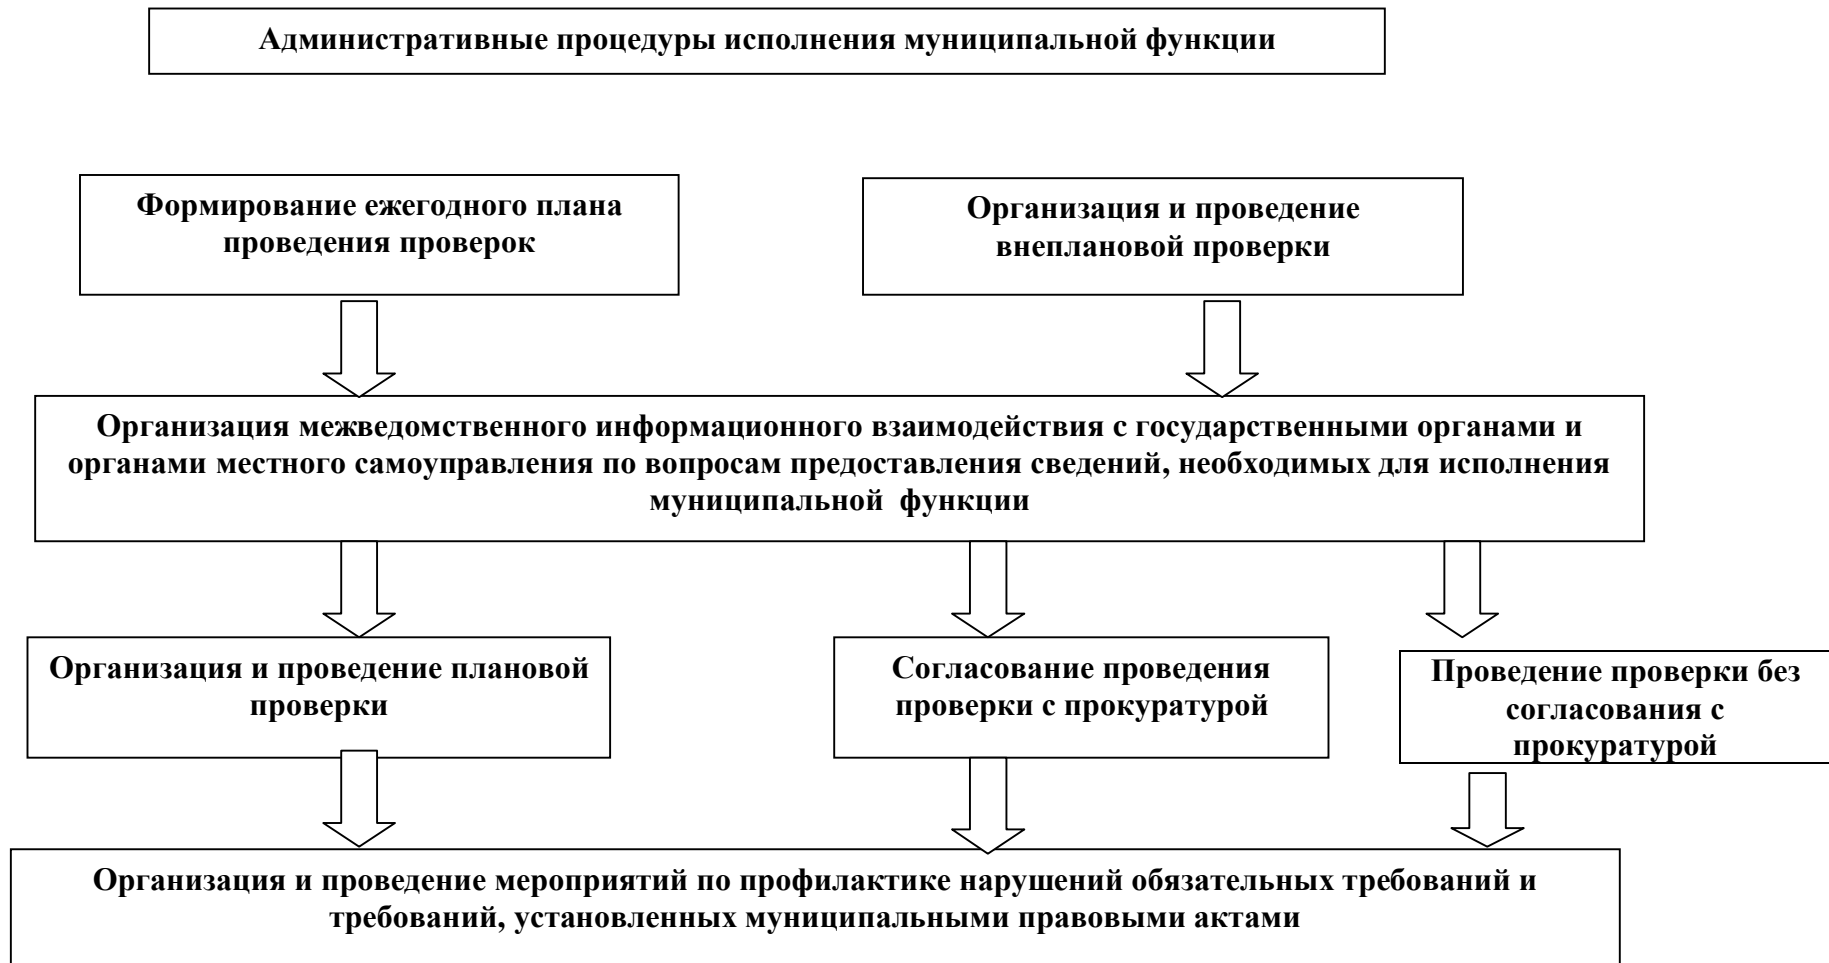 Административные процедуры исполнения муниципальной функции
Формирование ежегодного плана
проведения проверок
Организация и проведение
внеплановой проверки
Организация межведомственного информационного взаимодействия с государственными органами и
органами местного самоуправления по вопросам предоставления сведений, необходимых для исполнения
муниципальной функции
Организация и проведение плановой
проверки
Согласование проведения
проверки с прокуратурой
Проведение проверки без
согласования с
прокуратурой
Организация и проведение мероприятий по профилактике нарушений обязательных требований и
требований, установленных муниципальными правовыми актами